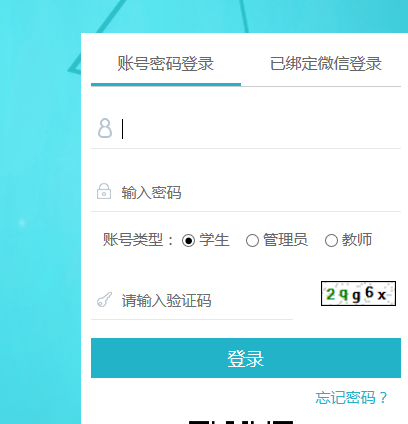 账号密码登录 已绑定微信登录
输入密码
账号类型： 学生 管理员 教师
请输入验证码 2qg6x
登录
忘记密码？